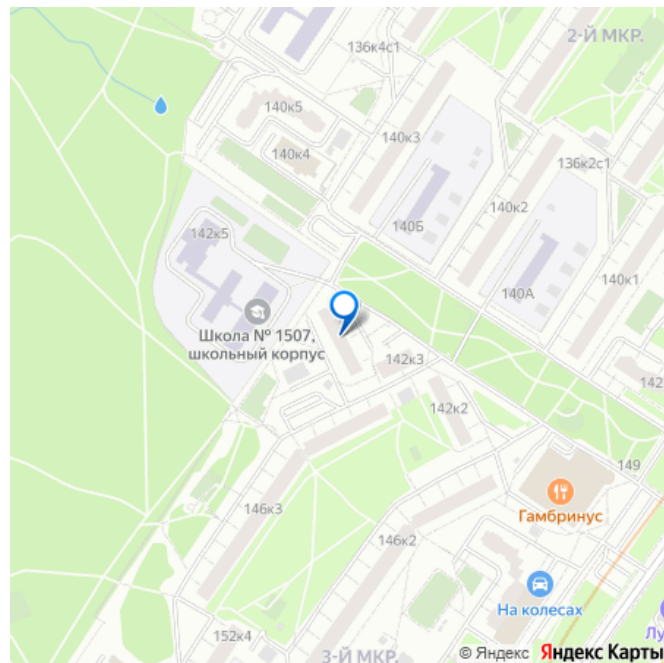 136к4с1
2-Й МКР.
140к5
140к3
140к4
136к2с1
140к2
142к5
140Б
140к1
140А
Школа № 1507,
школьный корпус
142к3
142к2
149
Гамбринус
146к3
146к2
На колесах
Лу
152к4
3-Й МКР.
© Яндекс Яндекс Карты